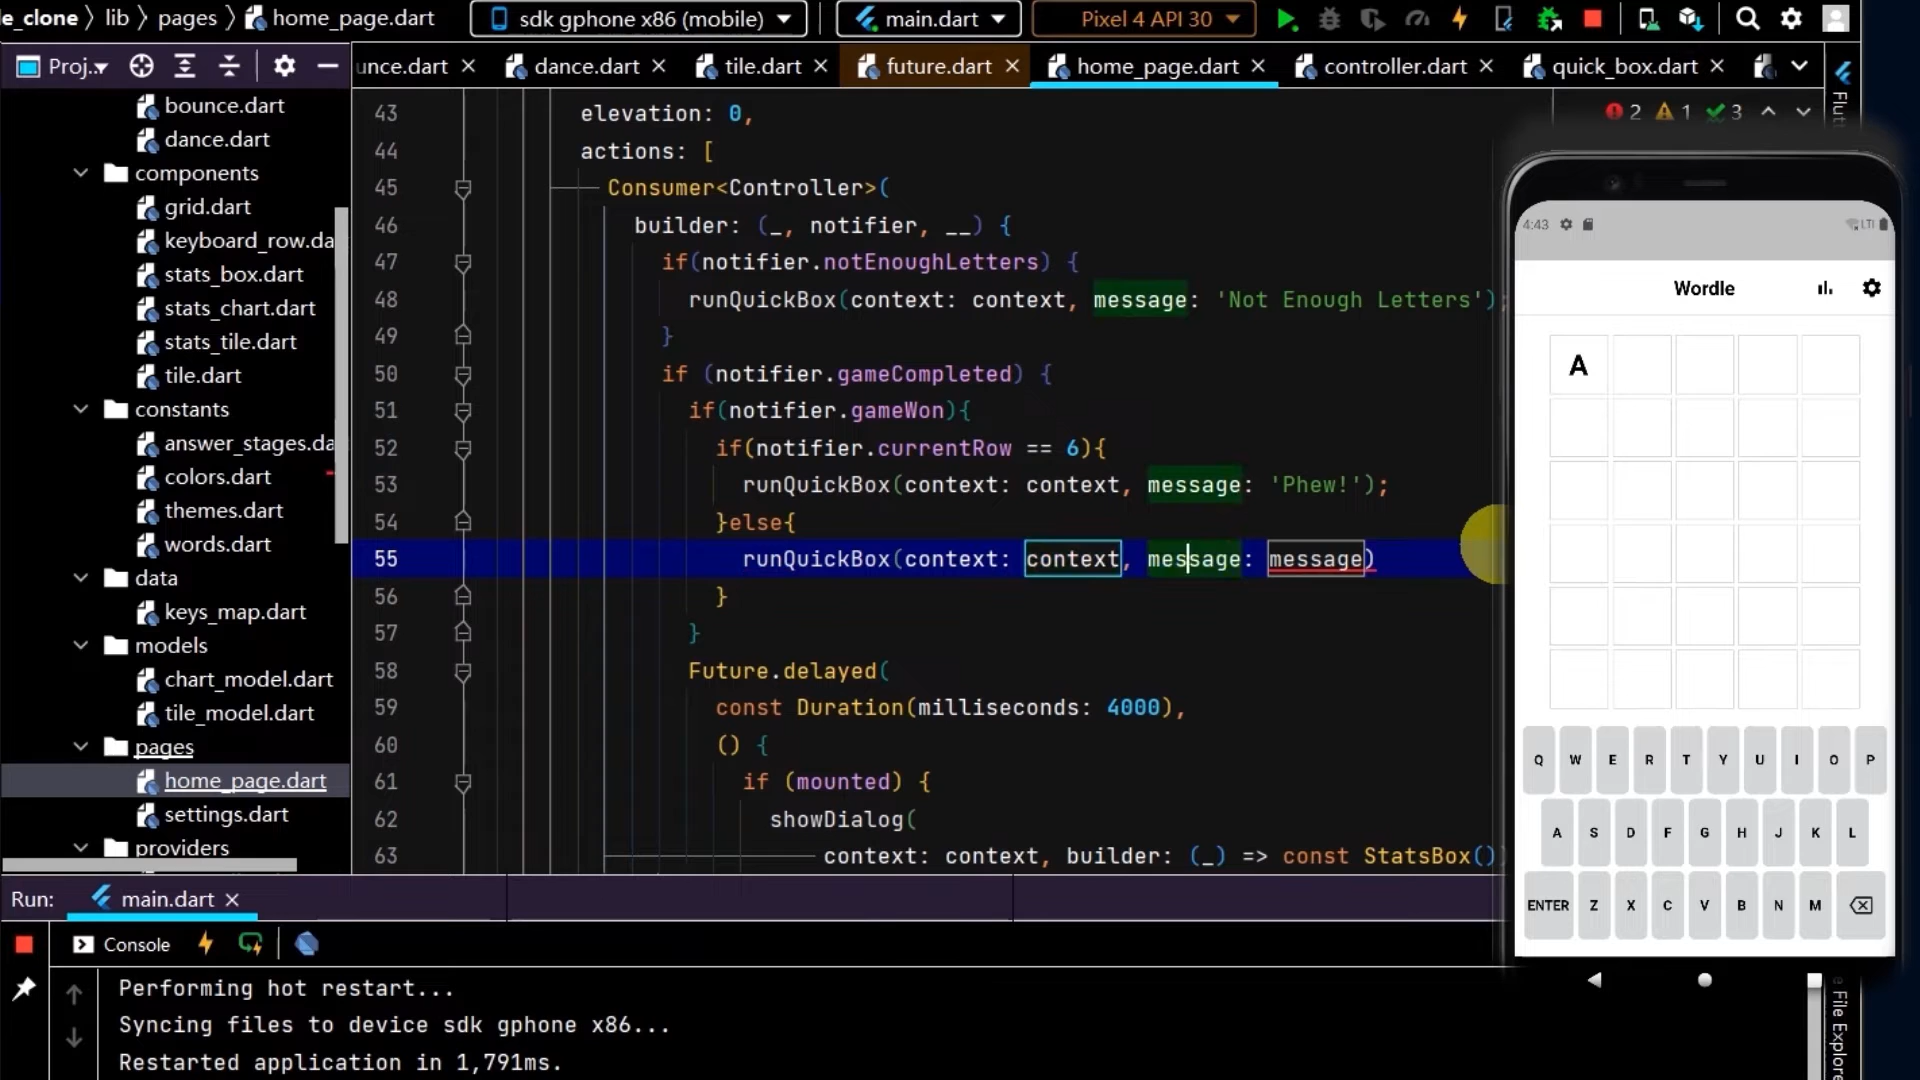 e_clone › lib › pages › home_page.dart
sdk gphone x86 (mobile)
main.dart
Pixel 4 API 30
Proj..
unce.dart
dance.dart
tile.dart
future.dart
home_page.dart
controller.dart
quick_box.dart
bounce.dart
dance.dart
components
grid.dart
keyboard_row.da
stats_box.dart
stats_chart.dart
stats_tile.dart
tile.dart
constants
answer_stages.da
colors.dart
themes.dart
words.dart
data
keys_map.dart
models
chart_model.dart
tile_model.dart
pages
home_page.dart
settings.dart
providers
2 1 3
43 elevation: 0,
44 actions: [
45 Consumer<Controller>(
46 builder: (_, notifier, __) {
47 if(notifier.notEnoughLetters) {
48 runQuickBox(context: context, message: 'Not Enough Letters');
49 }
50 if (notifier.gameCompleted) {
51 if(notifier.gameWon){
52 if(notifier.currentRow == 6){
53 runQuickBox(context: context, message: 'Phew!');
54 }else{
55 runQuickBox(context: context, message: message)
56 }
57 }
58 Future.delayed(
59 const Duration(milliseconds: 4000),
60 () {
61 if (mounted) {
62 showDialog(
63 context: context, builder: (_) => const StatsBox()
Flutt
4:43
LTE
Wordle
A
Q W E R T Y U I O P
A S D F G H J K L
ENTER Z X C V B N M
e File Explore
Run: main.dart
Console
Performing hot restart...
Syncing files to device sdk gphone x86...
Restarted application in 1,791ms.